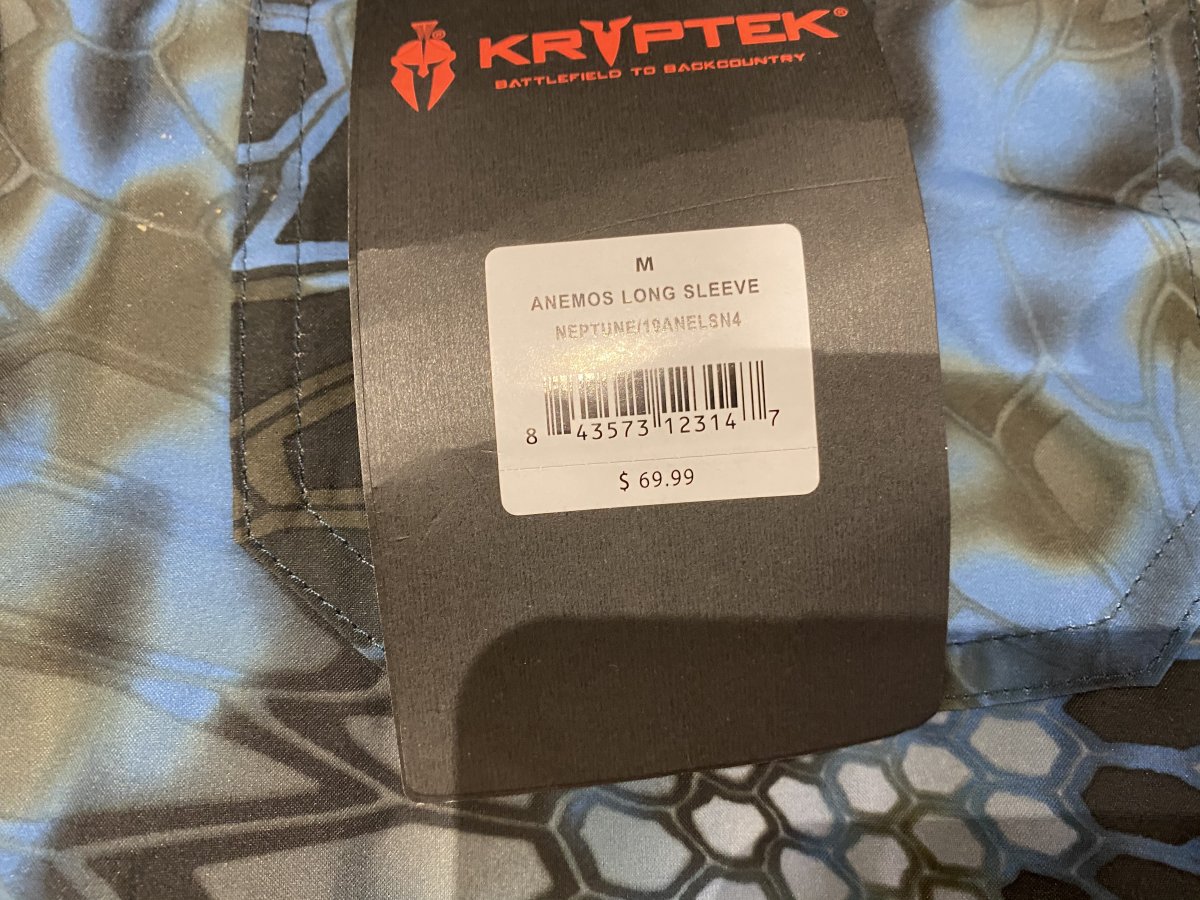 KRYPTEK®
BATTLEFIELD TO BACKCOUNTRY
M
ANEMOS LONG SLEEVE
NEPTUNE/19ANELSN4
8 43573 12314 7
$ 69.99